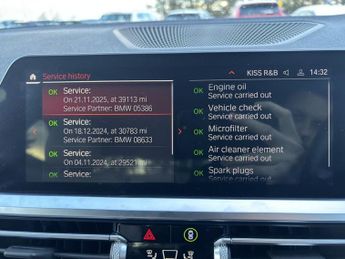 Service history
KISS R&B
14:32
OK Service:
On 21.11.2025, at 39113 mi
Service Partner: BMW 05386
OK Service:
On 18.12.2024, at 30783 mi
Service Partner: BMW 08633
OK Service:
On 04.11.2024, at 29521 mi
Service:
OK Engine oil
Service carried out
OK Vehicle check
Service carried out
OK Microfilter
Service carried out
OK Air cleaner element
Service carried out
OK Spark plugs
Service carried out